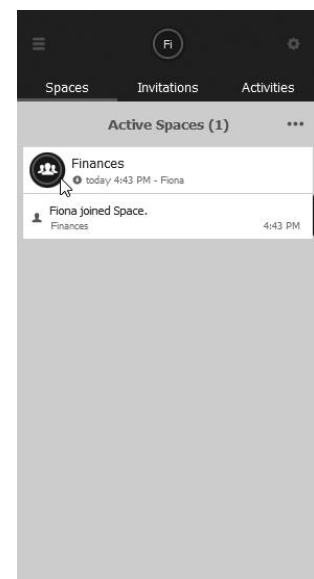 Fi
Spaces Invitations Activities
Active Spaces (1)
Finances
today 4:43 PM - Fiona
Fiona joined Space.
Finances 4:43 PM